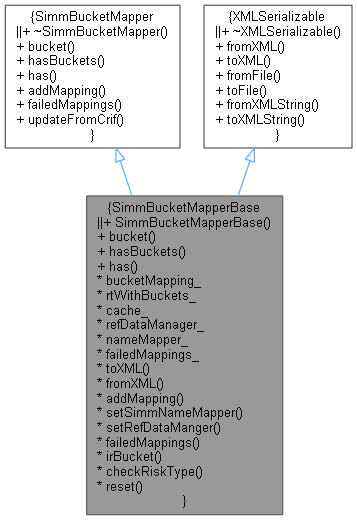 {SimmBucketMapper
||+ ~SimmBucketMapper()
+ bucket()
+ hasBuckets()
+ has()
+ addMapping()
+ failedMappings()
+ updateFromCrif()
}
{XMLSerializable
||+ ~XMLSerializable()
+ fromXML()
+ toXML()
+ fromFile()
+ toFile()
+ fromXMLString()
+ toXMLString()
}
{SimmBucketMapperBase
||+ SimmBucketMapperBase()
+ bucket()
+ hasBuckets()
+ has()
* bucketMapping_
* rtWithBuckets_
* cache_
* refDataManager_
* nameMapper_
* failedMappings_
* toXML()
* fromXML()
* addMapping()
* setSimmNameMapper()
* setRefDataManger()
* failedMappings()
* irBucket()
* checkRiskType()
* reset()
}